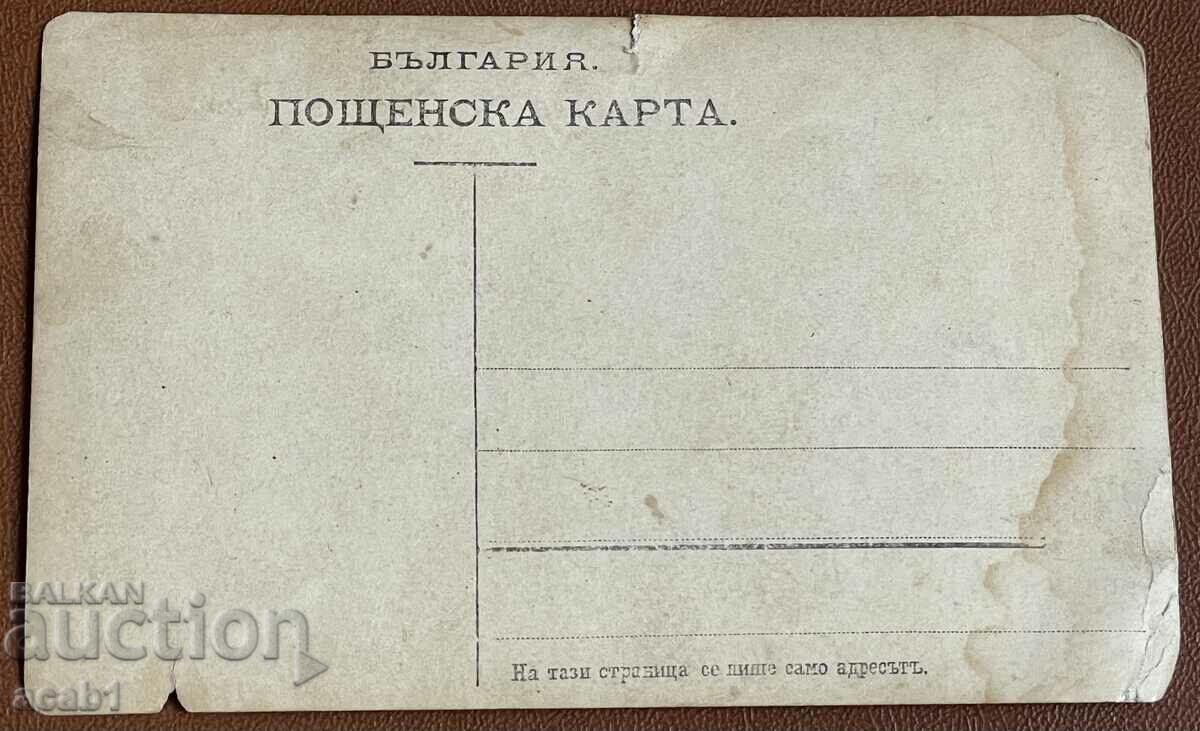 БЪЛГАРИЯ.
ПОЩЕНСКА КАРТА.
На тази страница се пише само адресътъ.
BALKAN
auction
acab1